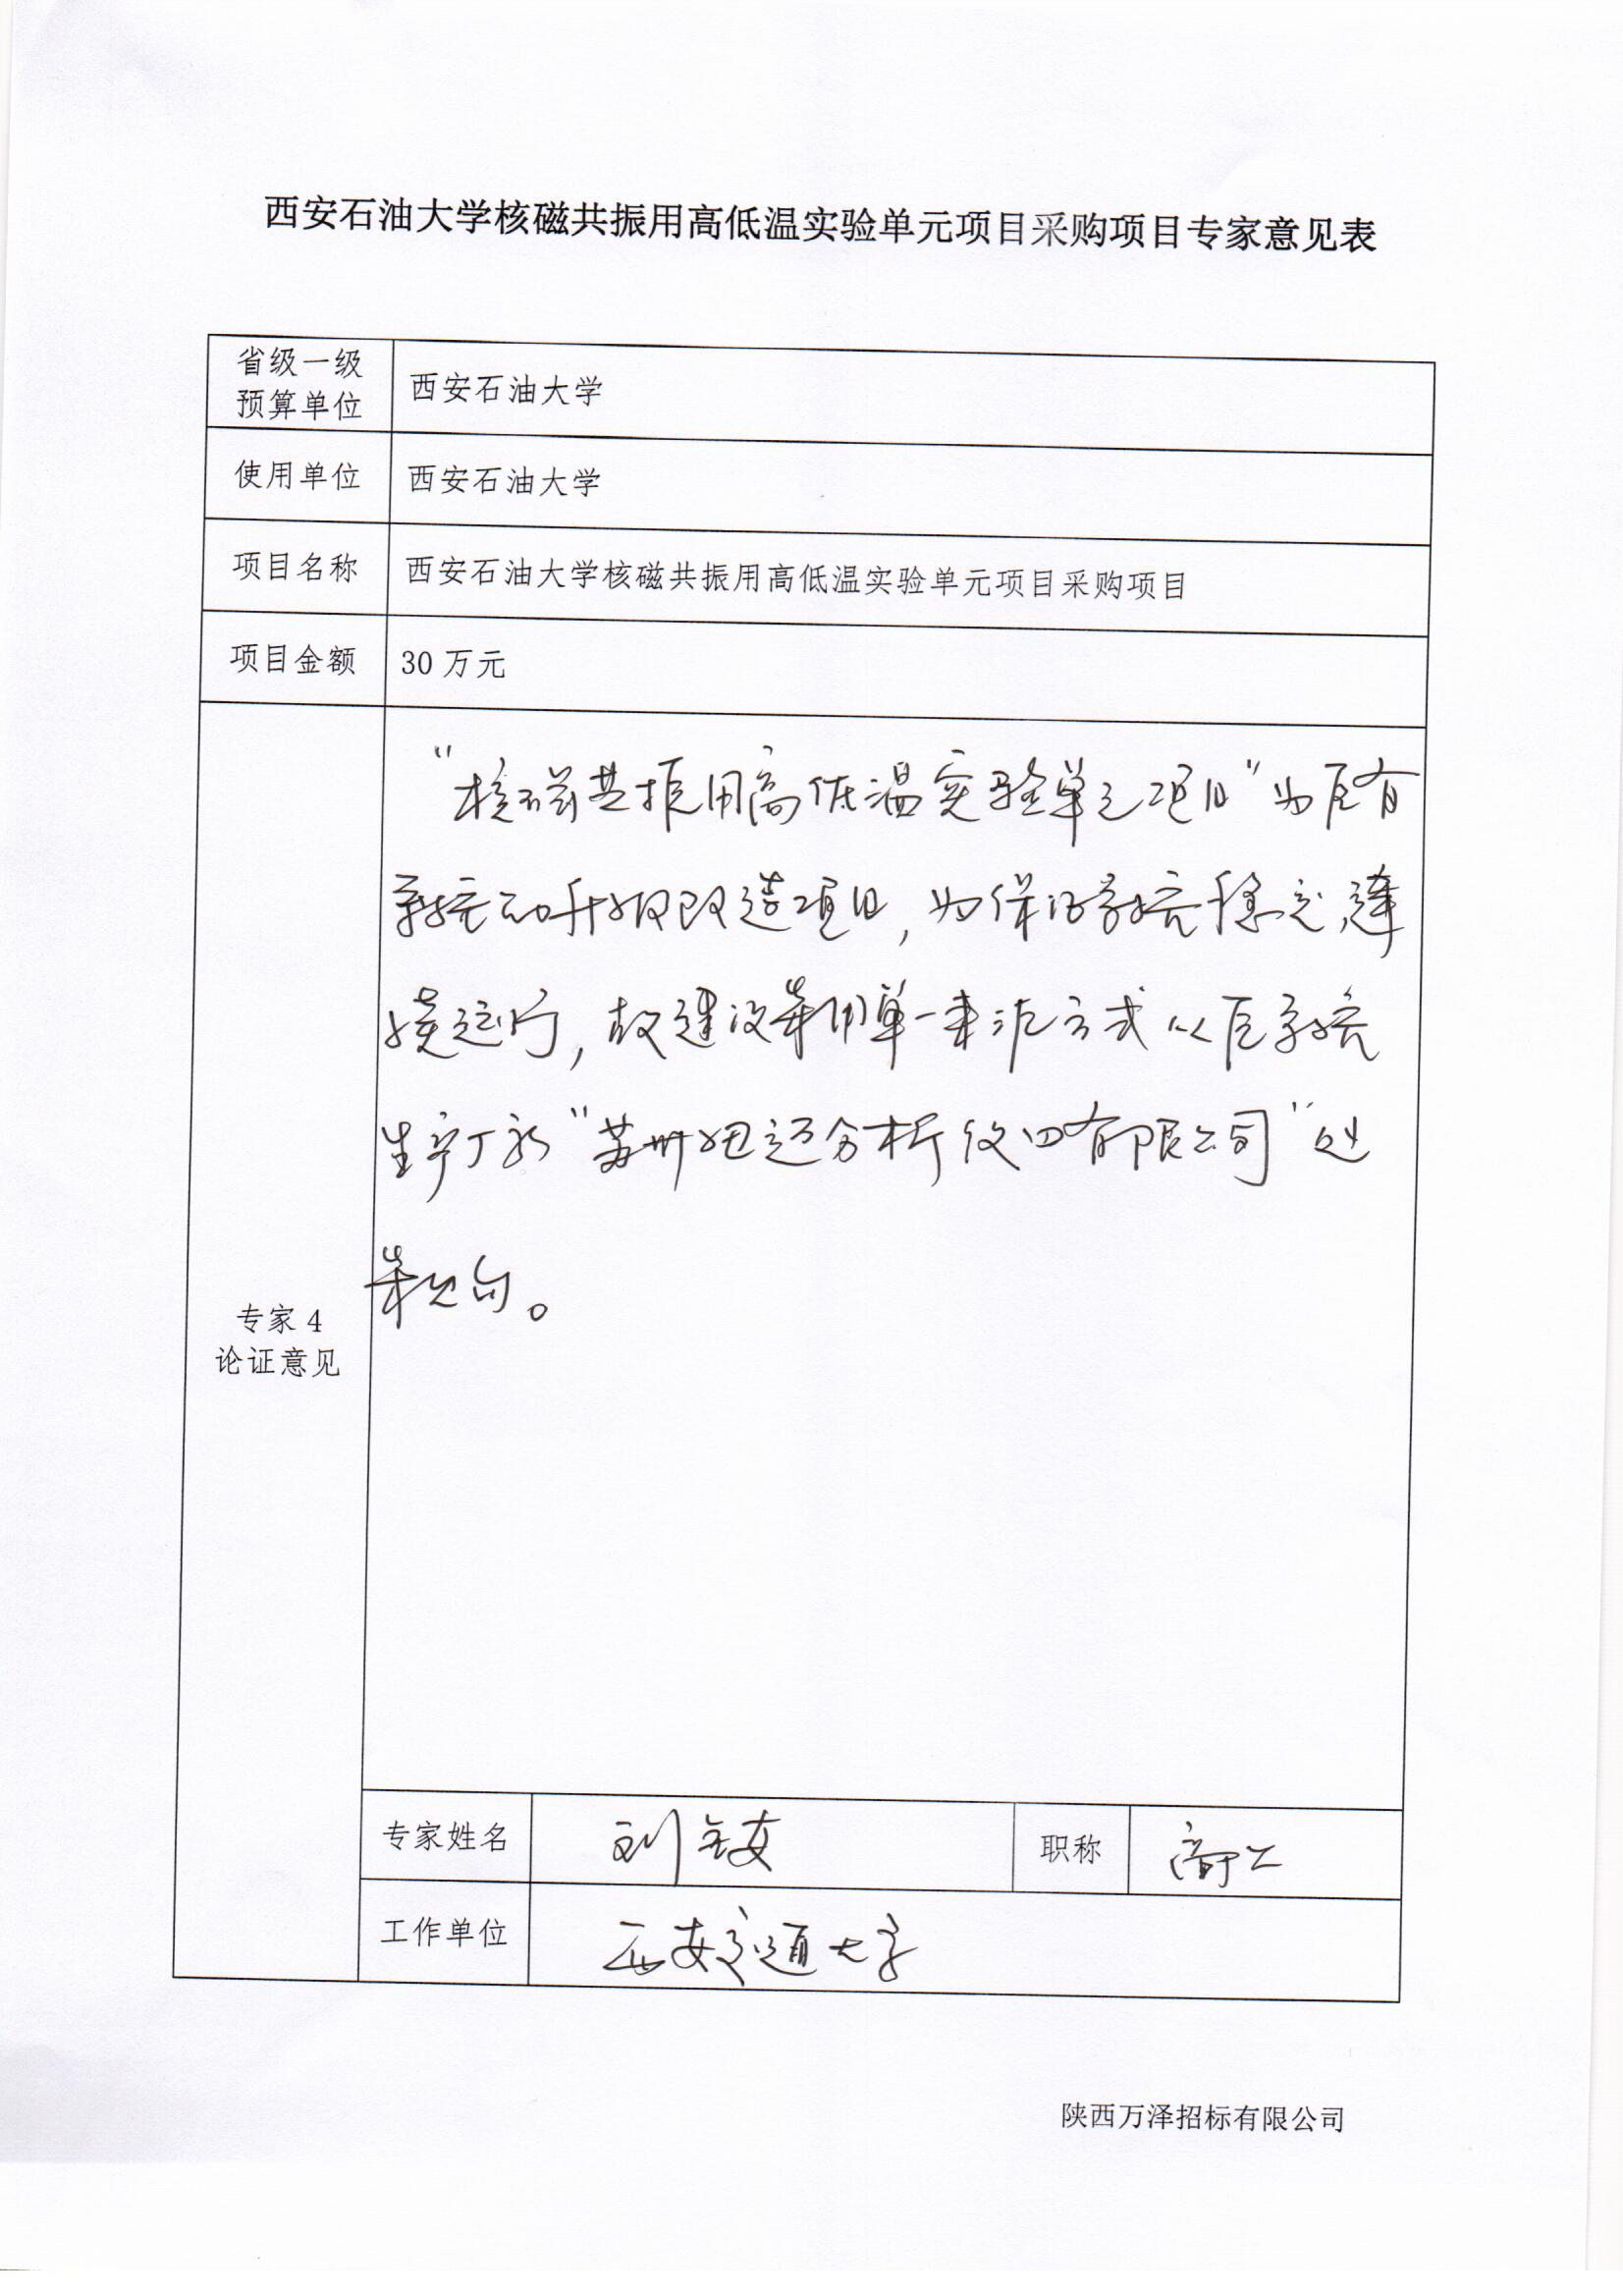 西安石油大学核磁共振用高低温实验单元项目采购项目专家意见表
省级一级
预算单位
西安石油大学
使用单位
西安石油大学
项目名称
西安石油大学核磁共振用高低温实验单元项目采购项目
项目金额
30 万元
专家 4
论证意见
“核磁共振用高低温实验单元项目”为原有
系统的升级改造项目，为保证系统稳定，连
续运行，故建议采用单一来源方式从原系统
生产厂家“苏州纽迈分析仪器有限公司”处
采购。
专家姓名
刘
职称
高工
工作单位
西安交通大学
陕西万泽招标有限公司